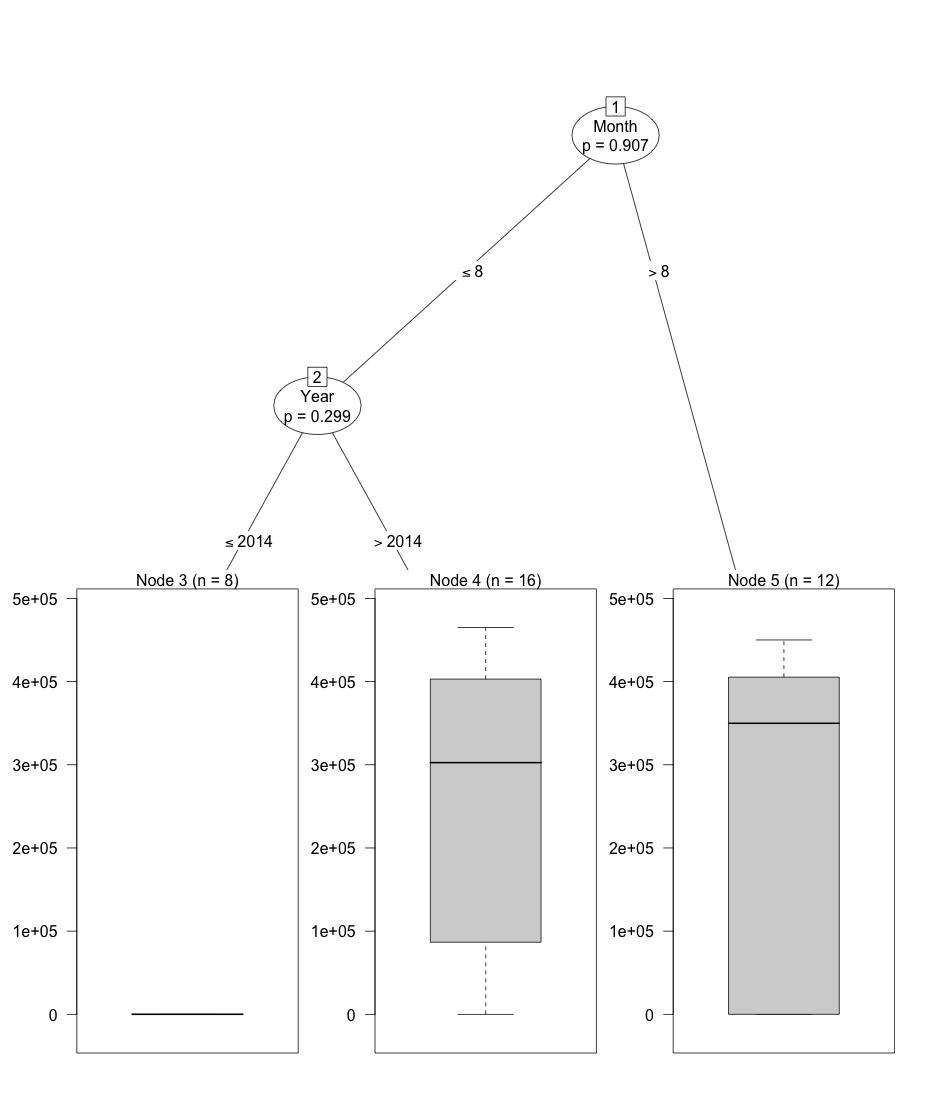 1
Month
p = 0.907
≤ 8
> 8
2
Year
p = 0.299
≤ 2014
> 2014
Node 3 (n = 8)
5e+05
4e+05
3e+05
2e+05
1e+05
0
Node 4 (n = 16)
5e+05
4e+05
3e+05
2e+05
1e+05
0
Node 5 (n = 12)
5e+05
4e+05
3e+05
2e+05
1e+05
0